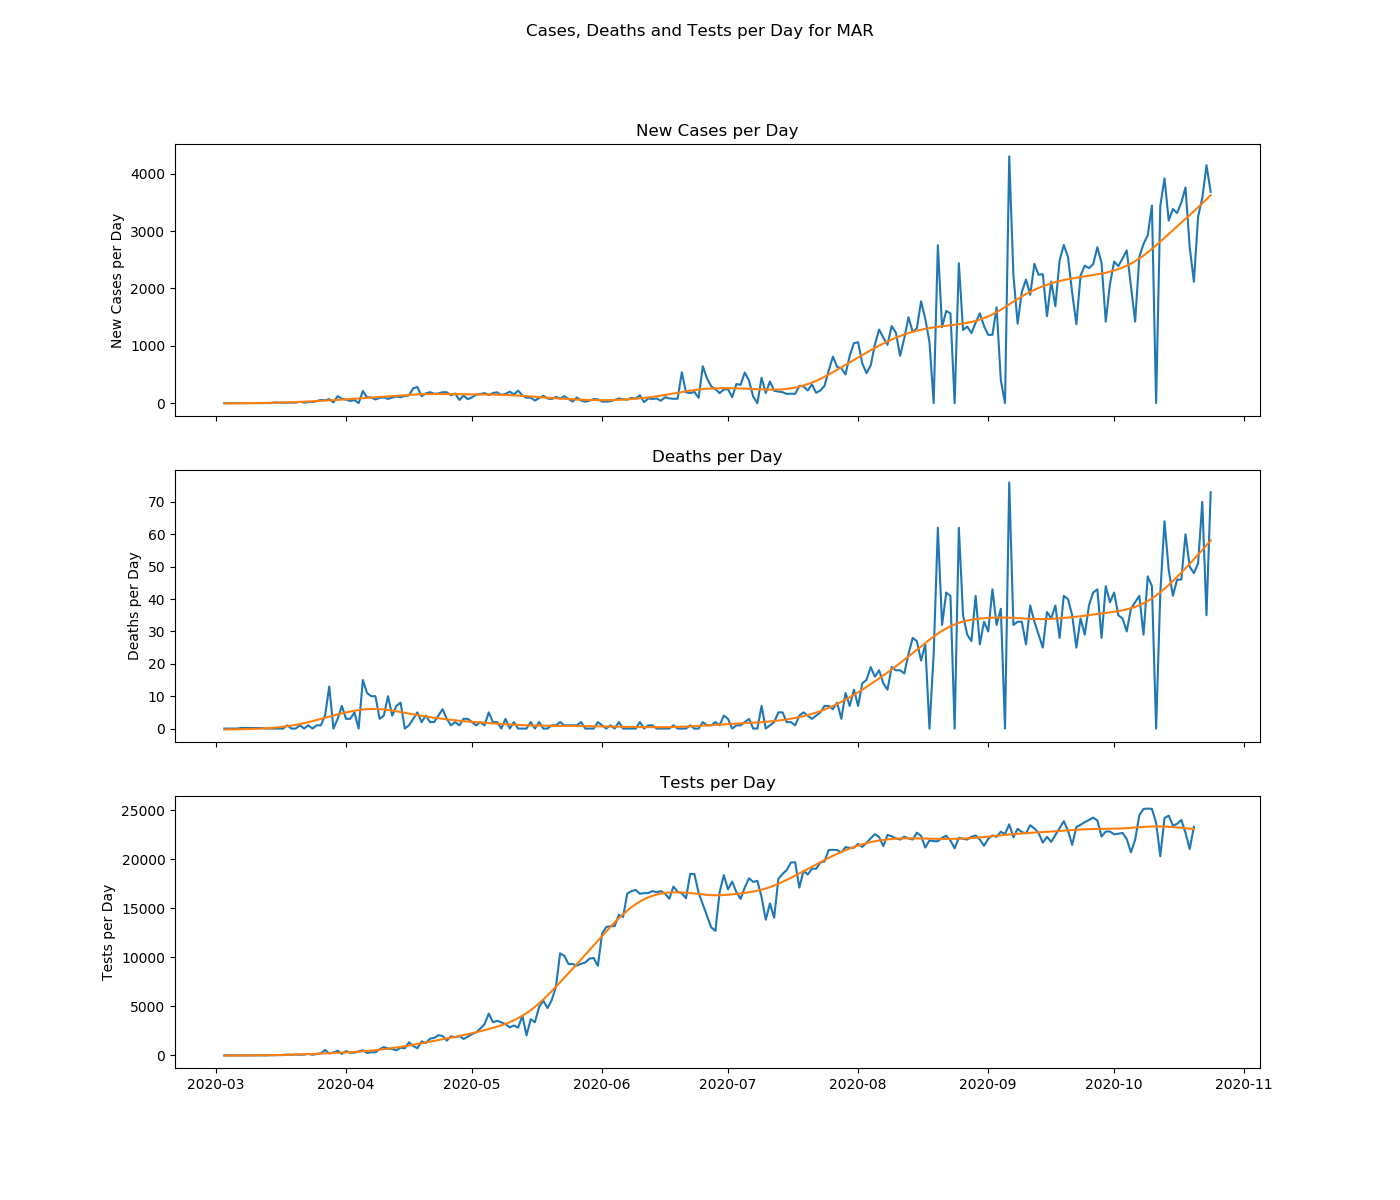 Cases, Deaths and Tests per Day for MAR
New Cases per Day
New Cases per Day
4000
3000
2000
1000
0
Deaths per Day
Deaths per Day
70
60
50
40
30
20
10
0
Tests per Day
Tests per Day
25000
20000
15000
10000
5000
0
2020-03 2020-04 2020-05 2020-06 2020-07 2020-08 2020-09 2020-10 2020-11